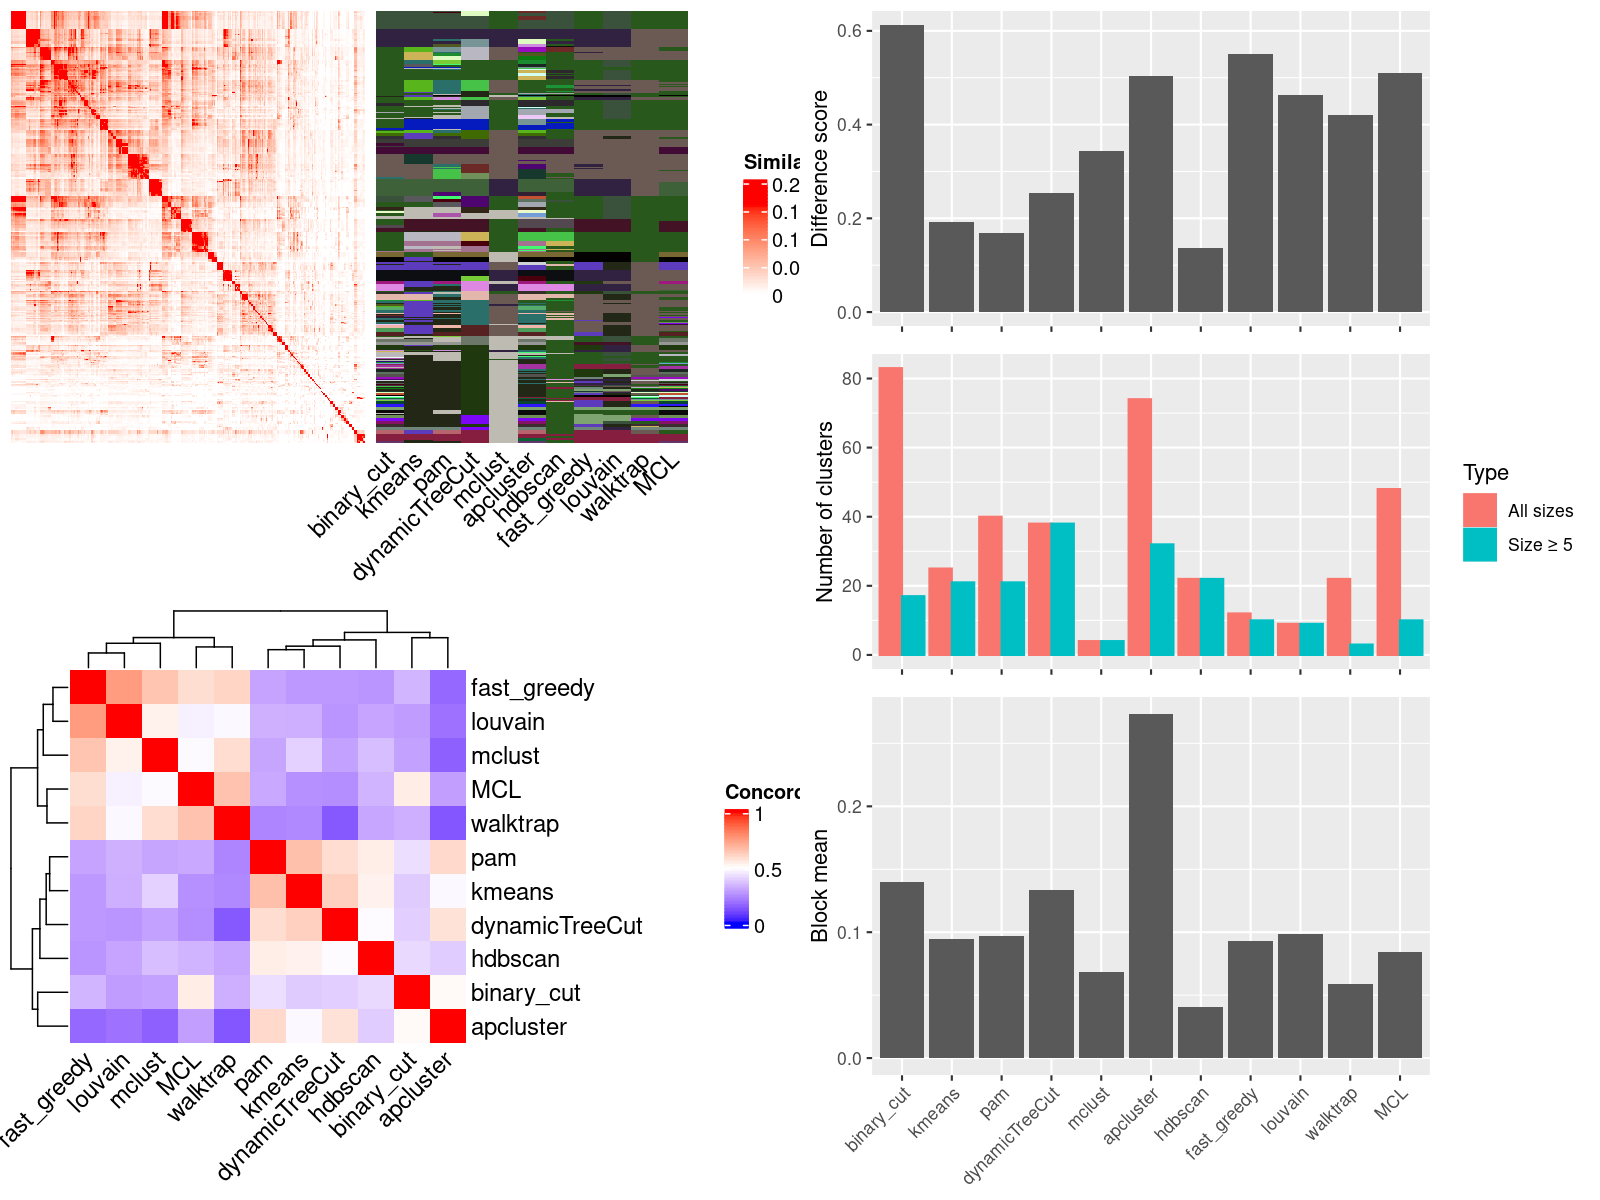 Simila
0.2
0.1
0.1
0.0
0
binary_cut
kmeans
pam
dynamicTreeCut
mclust
apcluster
hdbscan
fast_greedy
louvain
walktrap
MCL
fast_greedy
louvain
mclust
MCL
walktrap
pam
kmeans
dynamicTreeCut
hdbscan
binary_cut
apcluster
Concord
1
0.5
0
fast_greedy
louvain
mclust
MCL
walktrap
pam
kmeans
dynamicTreeCut
hdbscan
binary_cut
apcluster
Difference score
0.6
0.4
0.2
0.0
Number of clusters
80
60
40
20
0
Type
All sizes
Size ≥ 5
Block mean
0.2
0.1
0.0
binary_cut
kmeans
pam
dynamicTreeCut
mclust
apcluster
hdbscan
fast_greedy
louvain
walktrap
MCL